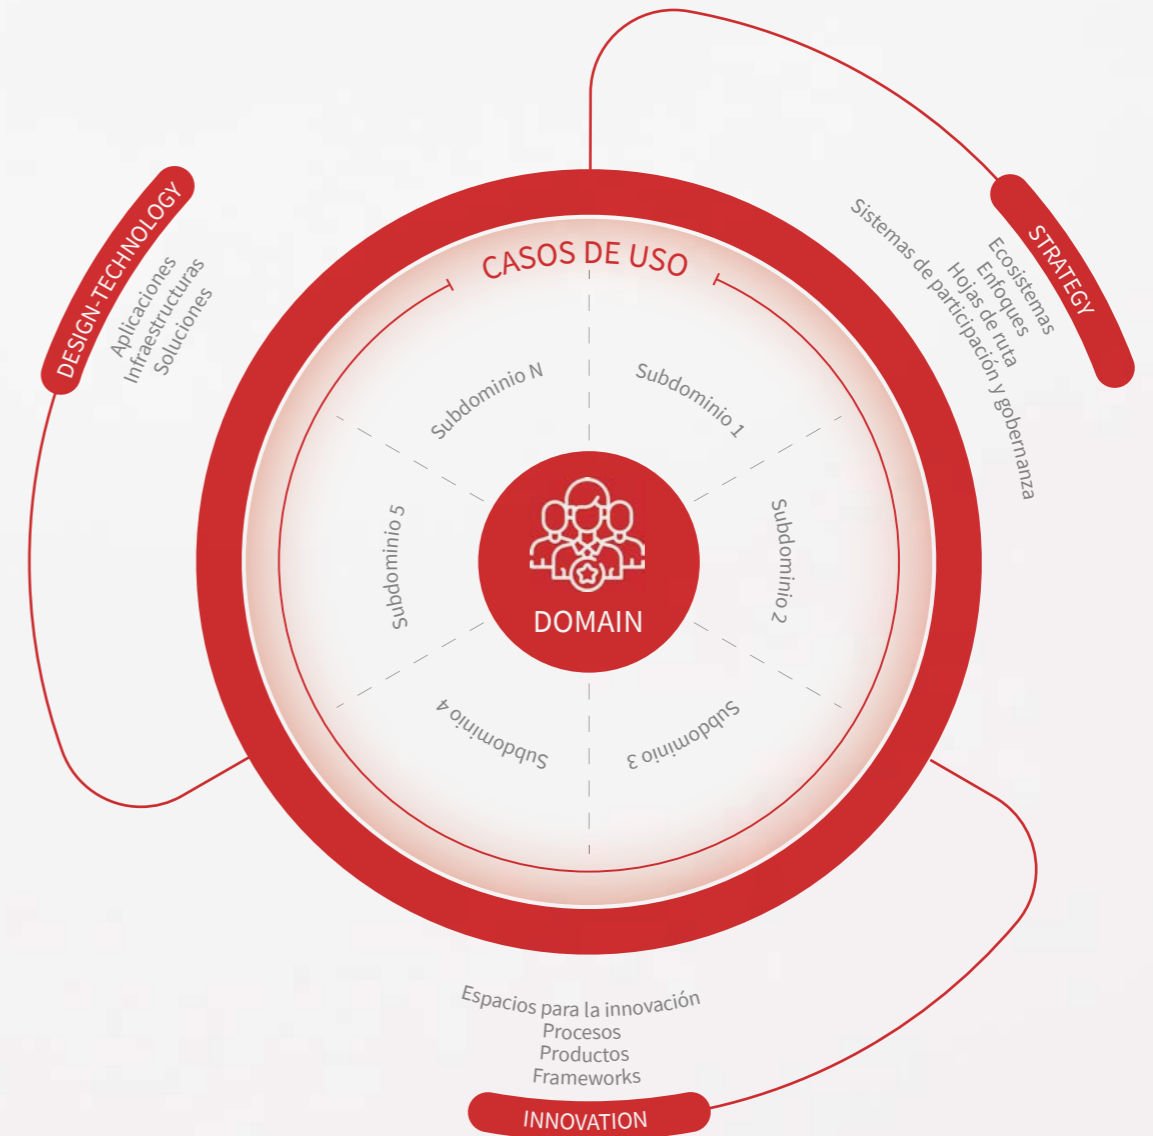 STRATEGY
Ecosistemas
Enfoques
Hojas de ruta
Sistemas de participación y gobernanza
DESIGN-TECHNOLOGY
Aplicaciones
Infraestructuras
Soluciones
CASOS DE USO
Subdominio 1
Subdominio 2
Subdominio 3
Subdominio 4
Subdominio 5
Subdominio N
DOMAIN
Espacios para la innovación
Procesos
Productos
Frameworks
INNOVATION